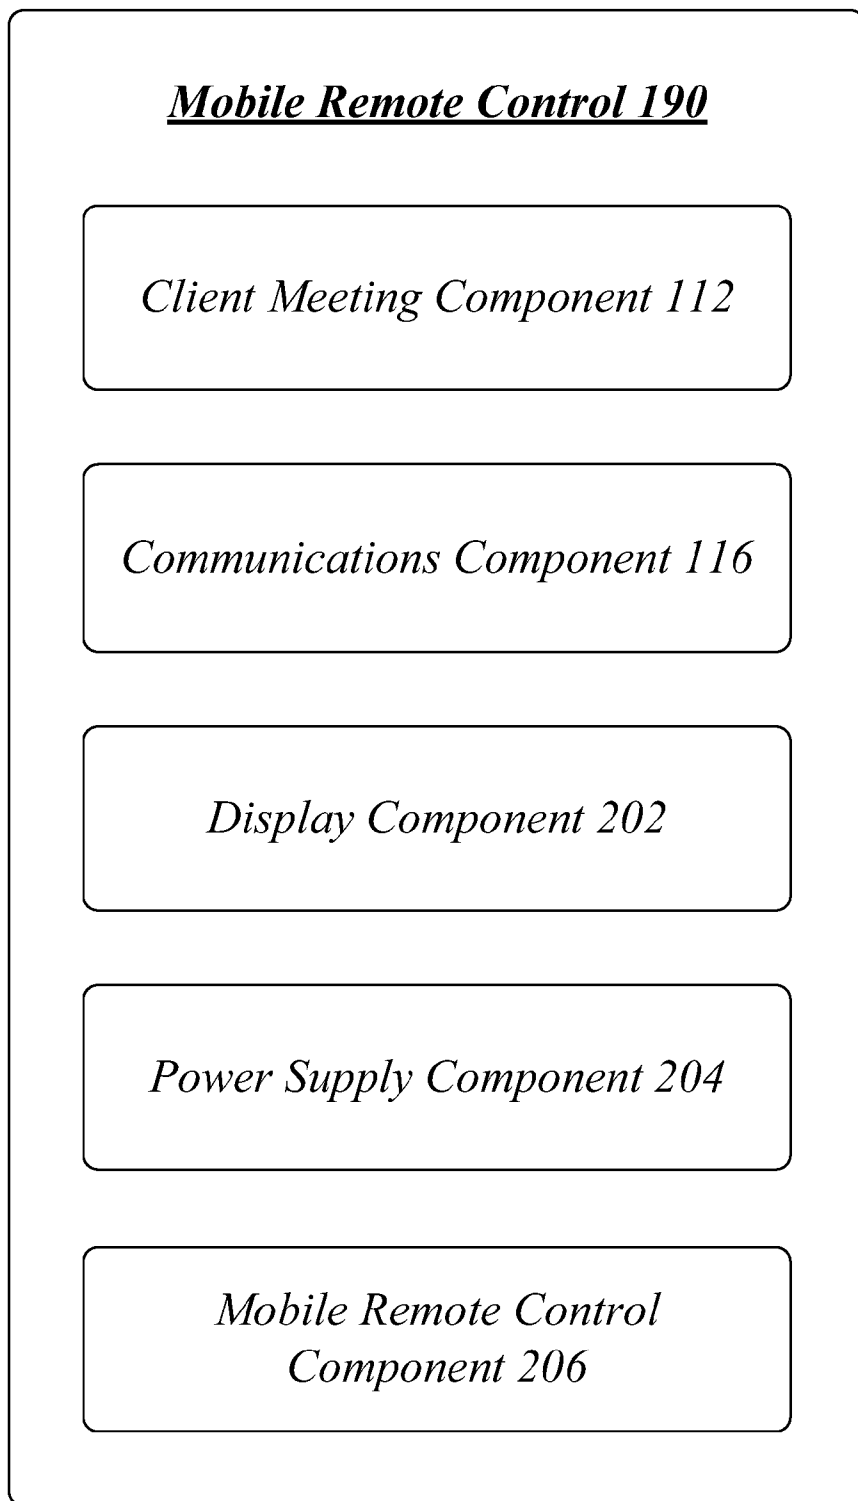 Mobile Remote Control 190
Client Meeting Component 112
Communications Component 116
Display Component 202
Power Supply Component 204
Mobile Remote Control
Component 206